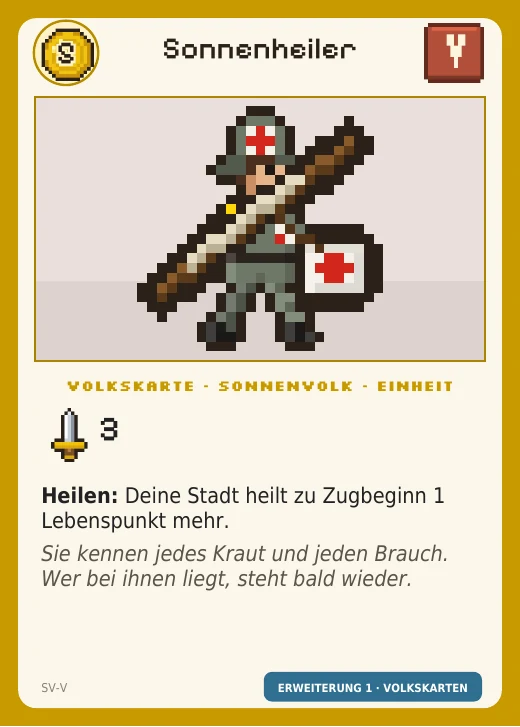 S
Sonnenheiler
Y
VOLKSKARTE - SONNENVOLK - EINHEIT
3
Heilen: Deine Stadt heilt zu Zugbeginn 1
Lebenspunkt mehr.
Sie kennen jedes Kraut und jeden Brauch.
Wer bei ihnen liegt, steht bald wieder.
SV-V
ERWEITERUNG 1 · VOLKSKARTEN